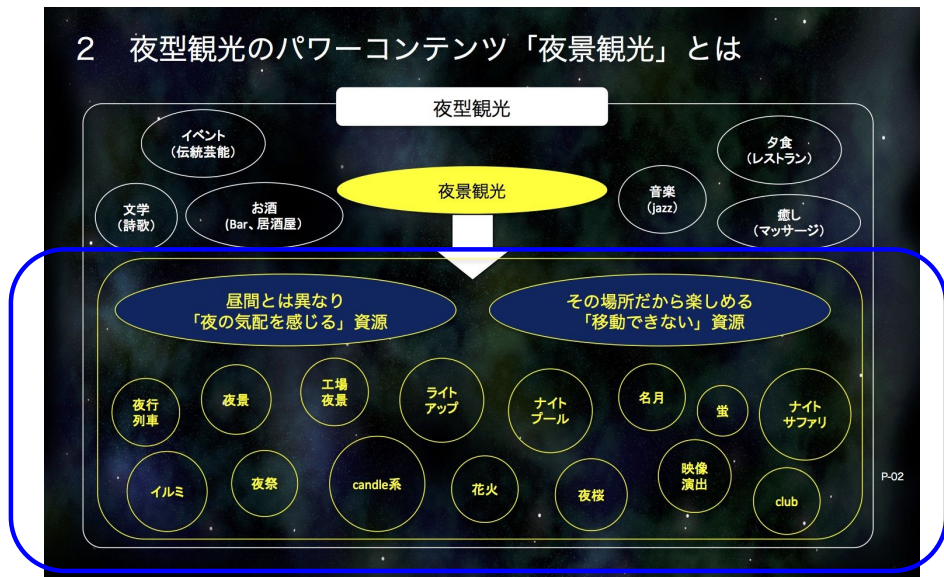 2 夜型観光のパワーコンテンツ「夜景観光」とは
夜型観光
イベント
(伝統芸能)
夕食
(レストラン)
夜景観光
音楽
(jazz)
文学
(詩歌)
お酒
(Bar、居酒屋)
癒し
(マッサージ)
昼間とは異なり
「夜の気配を感じる」資源
その場所だから楽しめる
「移動できない」資源
夜行
列車
夜景
工場
夜景
ライト
アップ
ナイト
プール
名月
蛍
ナイト
サファリ
イルミ
夜祭
candle系
花火
夜桜
映像
演出
club
P-02